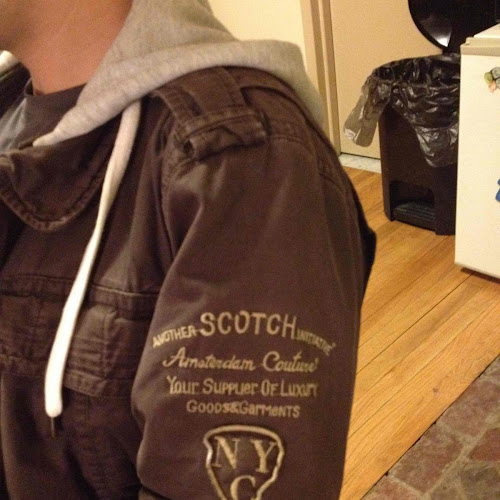 ANOTHER SCOTCH INITIATIVE
Amsterdam Couture
YOUR SUPPLIER OF LUXURY
GOODS&GARMENTS
NY
C